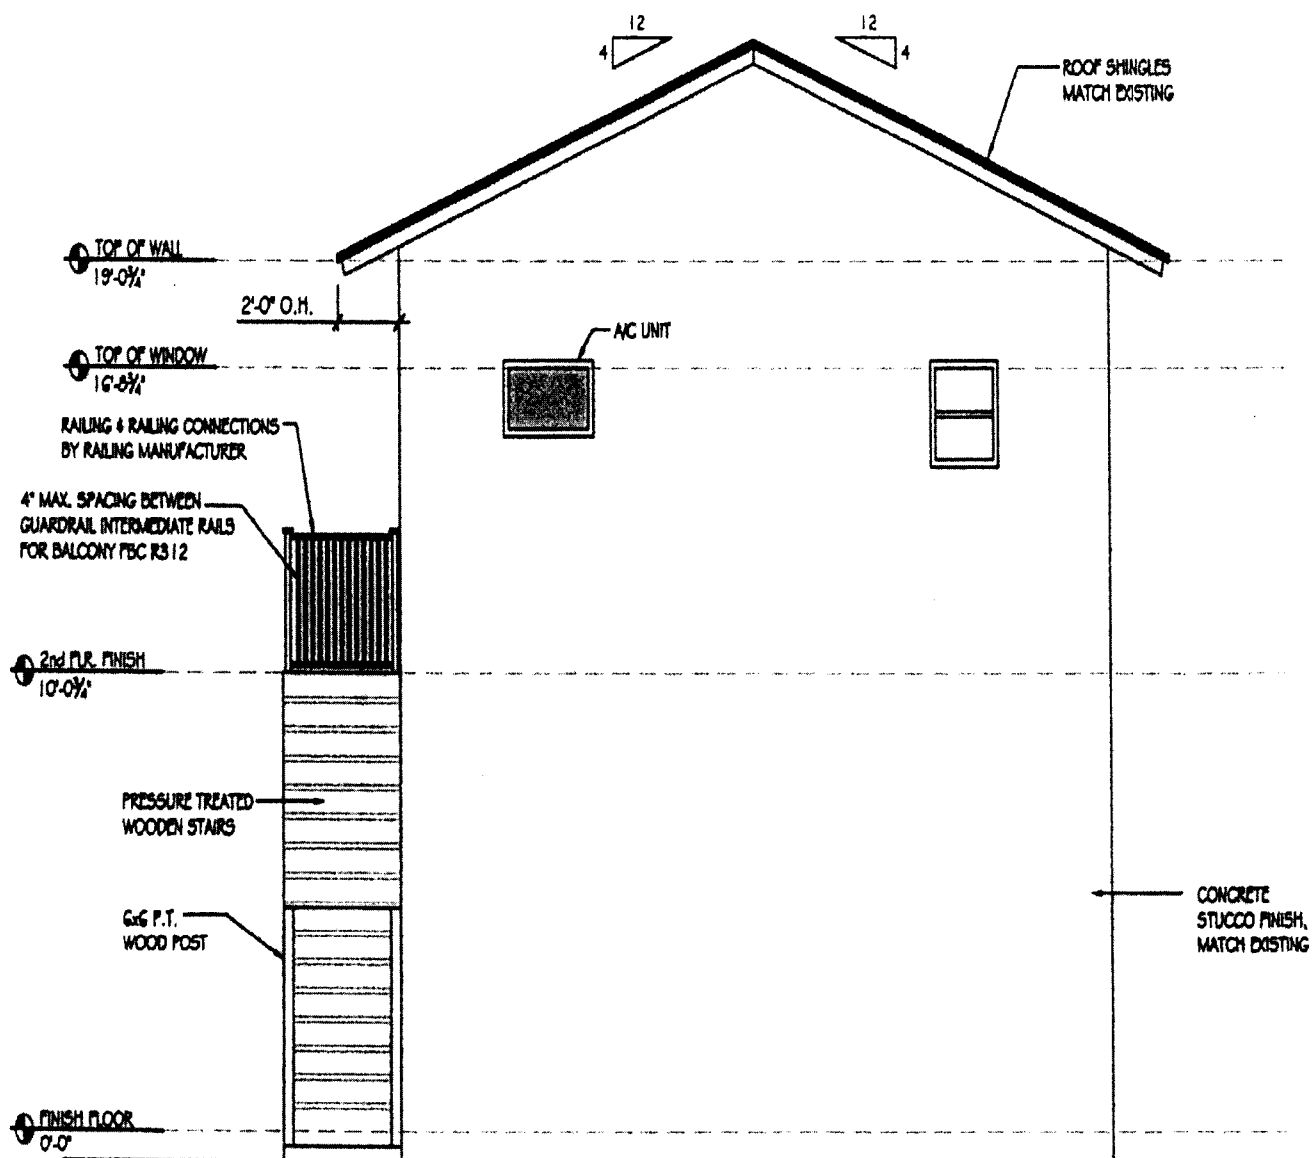 12
4
12
4
ROOF SHINGLES
MATCH EXISTING
TOP OF WALL
19'-0¾"
2'-0" O.H.
A/C UNIT
TOP OF WINDOW
16'-8¾"
RAILING & RAILING CONNECTIONS
BY RAILING MANUFACTURER
4" MAX. SPACING BETWEEN
GUARDRAIL INTERMEDIATE RAILS
FOR BALCONY FBC R312
2nd FLR. FINISH
10'-0¾"
PRESSURE TREATED
WOODEN STAIRS
6x6 P.T.
WOOD POST
CONCRETE
STUCCO FINISH,
MATCH EXISTING
FINISH FLOOR
0'-0"